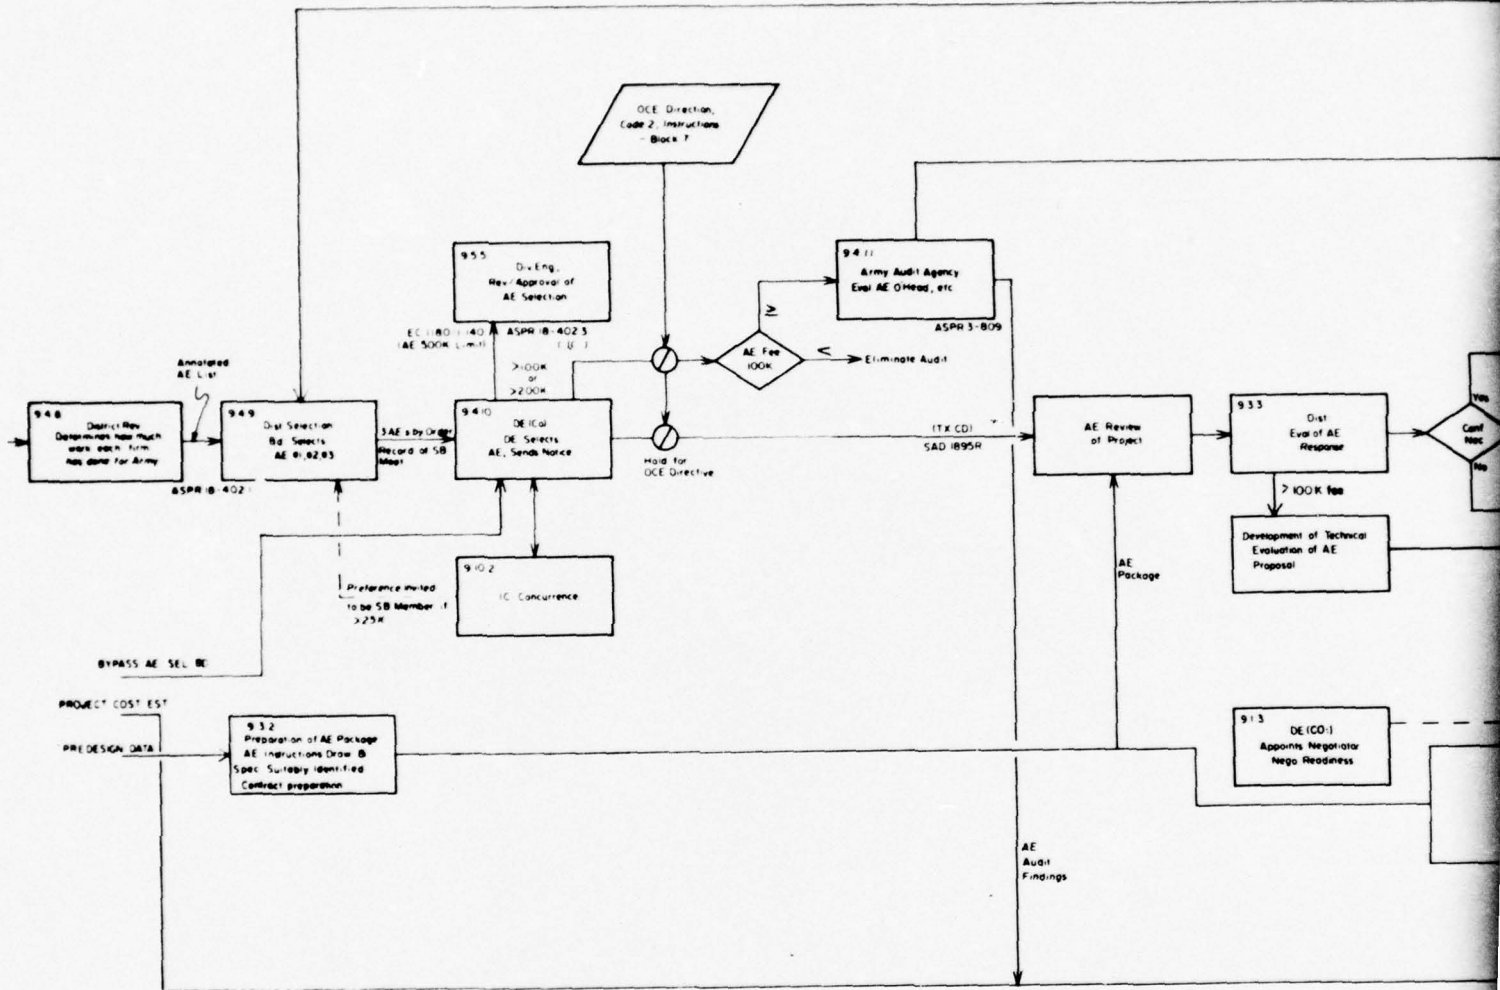 OCE Direction,
Code 2, Instructions
- Block 7
9.5.5
Div Eng,
Rev/Approval of
AE Selection
(AE 500K Limit)
ASPR 18-402.3
>100K
or
>200K
9.4.11
Army Audit Agency
Eval AE O'Head, etc
ASPR 3-809
≥
AE Fee
100K
<
Eliminate Audit
Annotated
AE List
9.4.8
District Rev
Determines how much
work each firm
has done for Army
9.4.9
Dist Selection
Bd. Selects
AE #1, #2, #3
ASPR 18-402.1
3 AE's by Order
Record of SB
Meet
9.4.10
DE (Co)
DE Selects
AE, Sends Notice
Hold for
OCE Directive
(TX CD)
SAD 1895R
AE Review
of Project
9.3.3
Dist
Eval of AE
Response
Yes
Conf
Nec
No
> 100K fee
Development of Technical
Evaluation of AE
Proposal
AE
Package
9.10.2
IC Concurrence
Preference invited
to be SB Member if
>25K
BYPASS AE SEL BD
PROJECT COST EST
PREDESIGN DATA
9.3.2
Preparation of AE Package
AE Instructions Draw &
Spec Suitably Identified
Contract preparation
9.1.3
DE (CO:)
Appoints Negotiator
Nego Readiness
AE
Audit
Findings